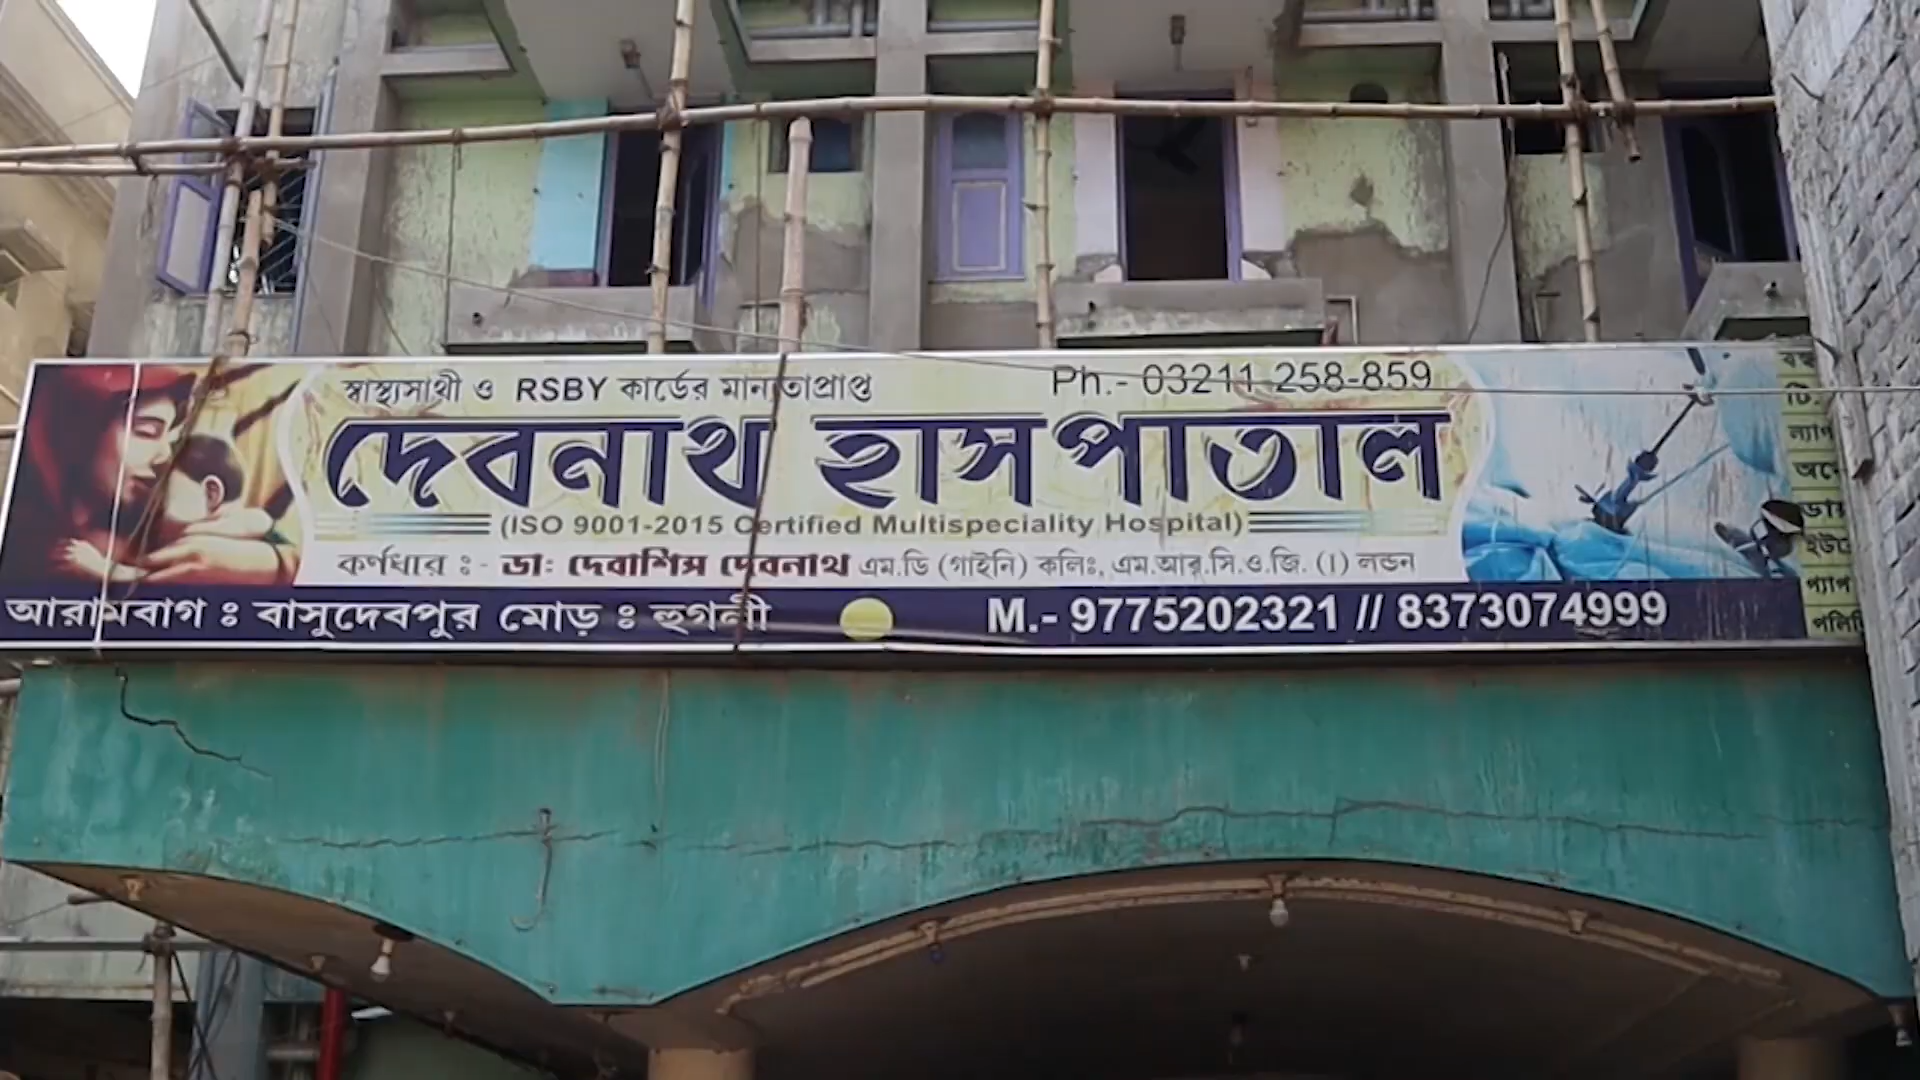 স্বাস্থ্যসাথী ও RSBY কার্ডের মান্যতাপ্রাপ্ত
Ph.- 03211-258-859
দেবনাথ হাসপাতাল
(ISO 9001-2015 Certified Multispeciality Hospital)
কর্ণধার ঃ- ডাঃ দেবাশিস দেবনাথ এম.ডি (গাইনি) কলিঃ, এম.আর.সি.ও.জি. (I) লন্ডন
আরামবাগ ঃ বাসুদেবপুর মোড় ঃ হুগলী
M.- 9775202321 // 8373074999